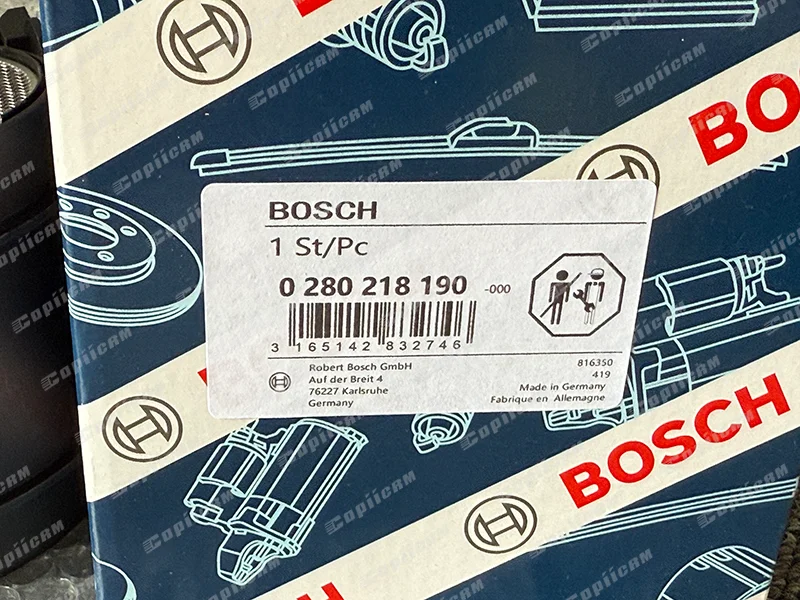 BOSCH
BO
BOSCH
1 St/Pc
0 280 218 190 -000
3 165142 832746
Robert Bosch GmbH
Auf der Breit 4
76227 Karlsruhe
Germany
816350
419
Made in Germany
Fabrique en Allemagne
BOSCH
H
COPIICAM